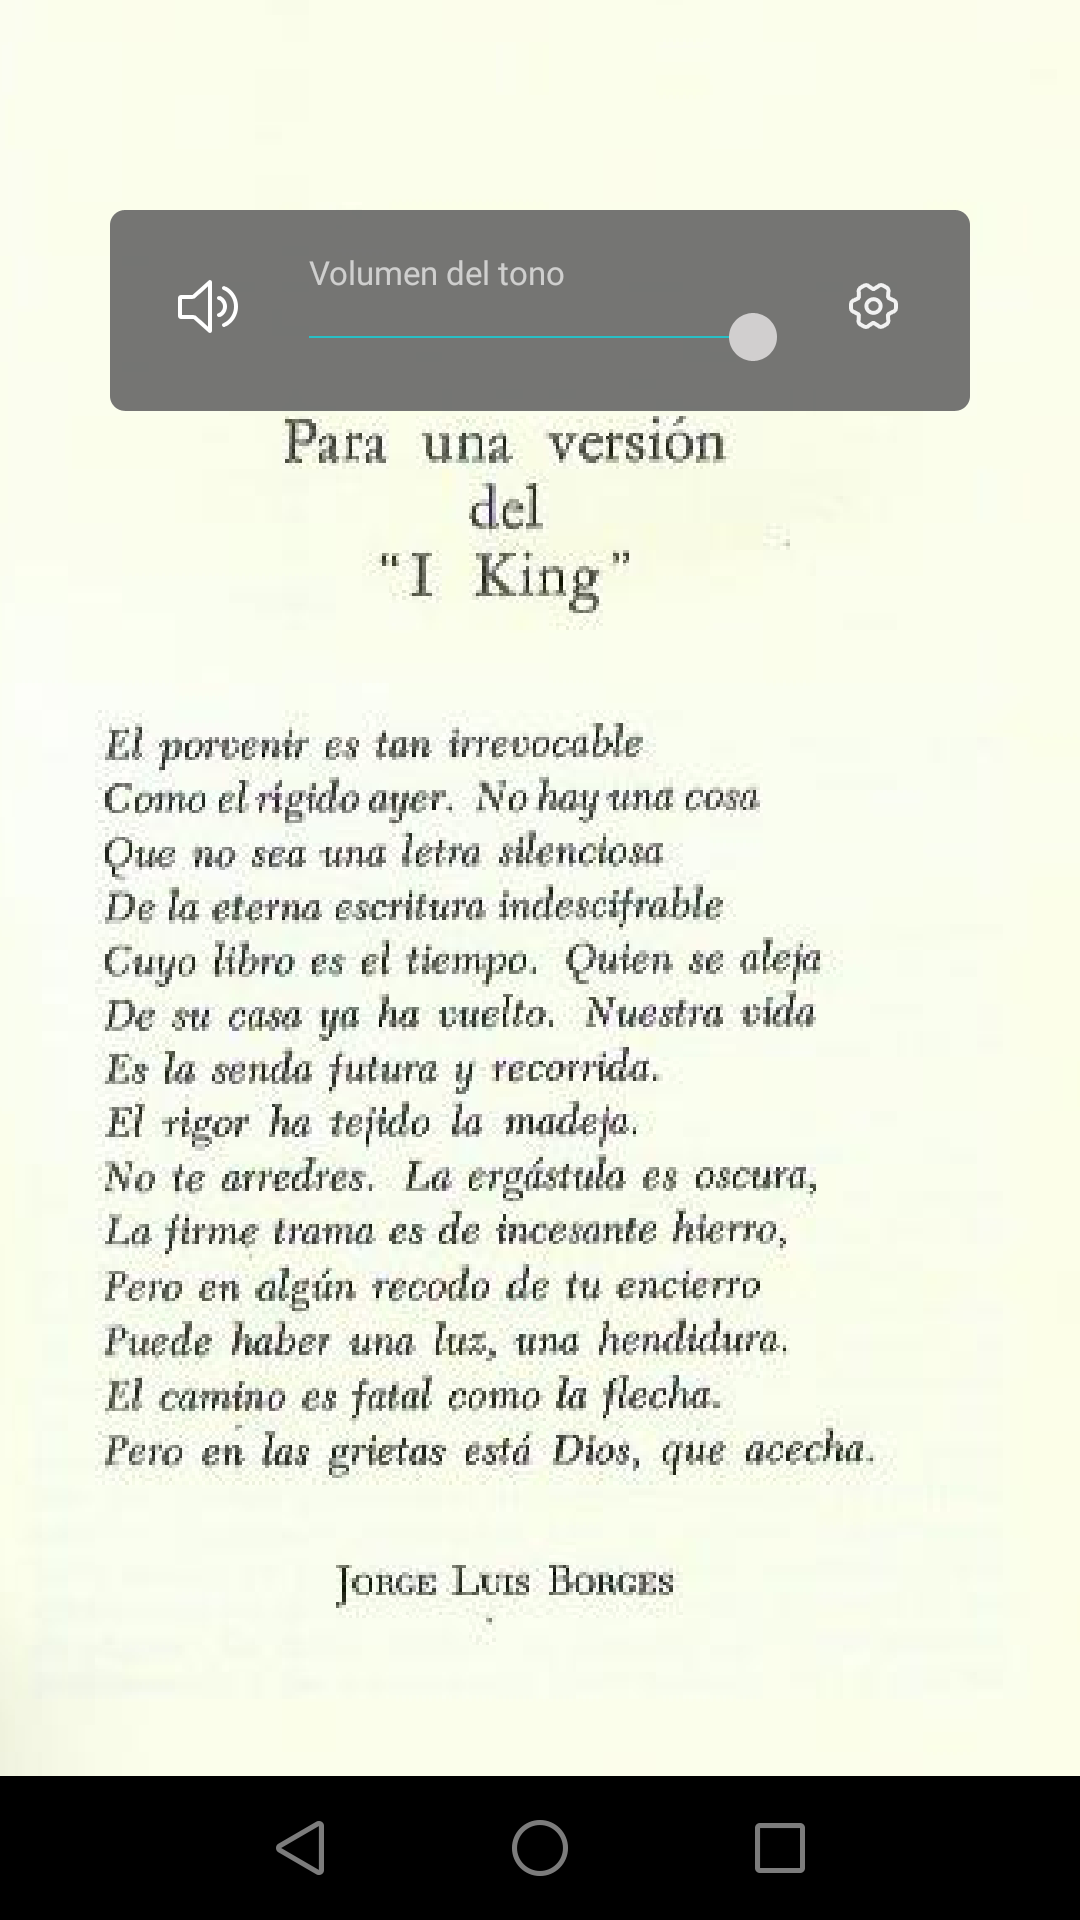 Volumen del tono
Para una versión
del
"I King"
El porvenir es tan irrevocable
Como el rígido ayer. No hay una cosa
Que no sea una letra silenciosa
De la eterna escritura indescifrable
Cuyo libro es el tiempo. Quien se aleja
De su casa ya ha vuelto. Nuestra vida
Es la senda futura y recorrida.
El rigor ha tejido la madeja.
No te arredres. La ergástula es oscura,
La firme trama es de incesante hierro,
Pero en algún recodo de tu encierro
Puede haber una luz, una hendidura.
El camino es fatal como la flecha.
Pero en las grietas está Dios, que acecha.
JORGE LUIS BORGES